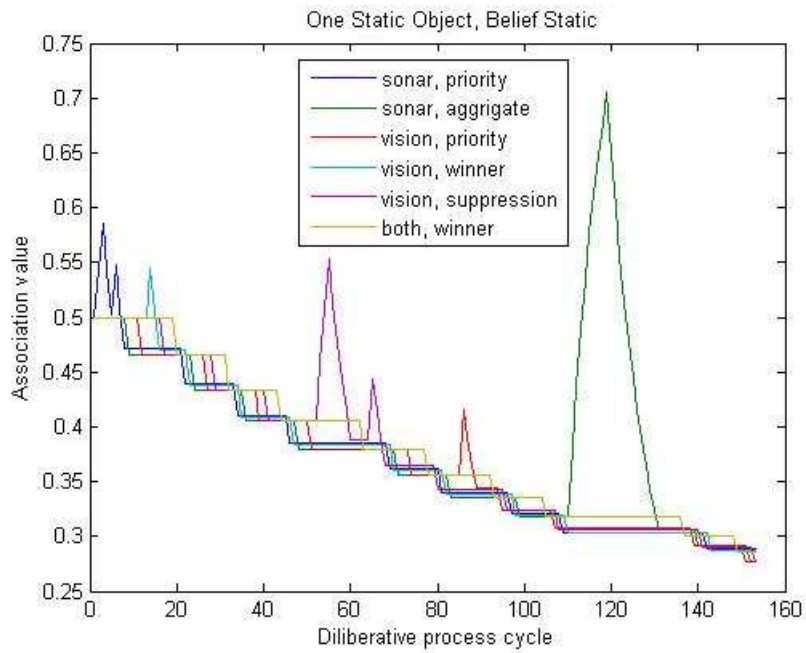 One Static Object, Belief Static
0.75
0.7
0.65
0.6
0.55
0.5
0.45
0.4
0.35
0.3
0.25
Association value
sonar, priority
sonar, aggrigate
vision, priority
vision, winner
vision, suppression
both, winner
0 20 40 60 80 100 120 140 160
Diliberative process cycle